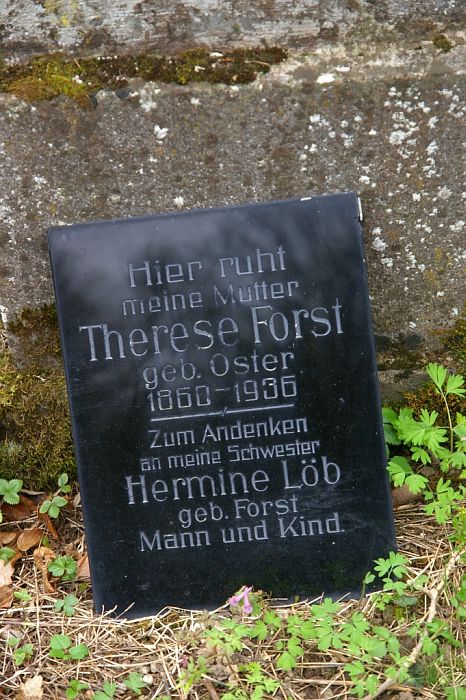 Hier ruht
meine Mutter
Therese Forst
geb. Oster
1860-1936
Zum Andenken
an meine Schwester
Hermine Löb
geb. Forst
Mann und Kind.